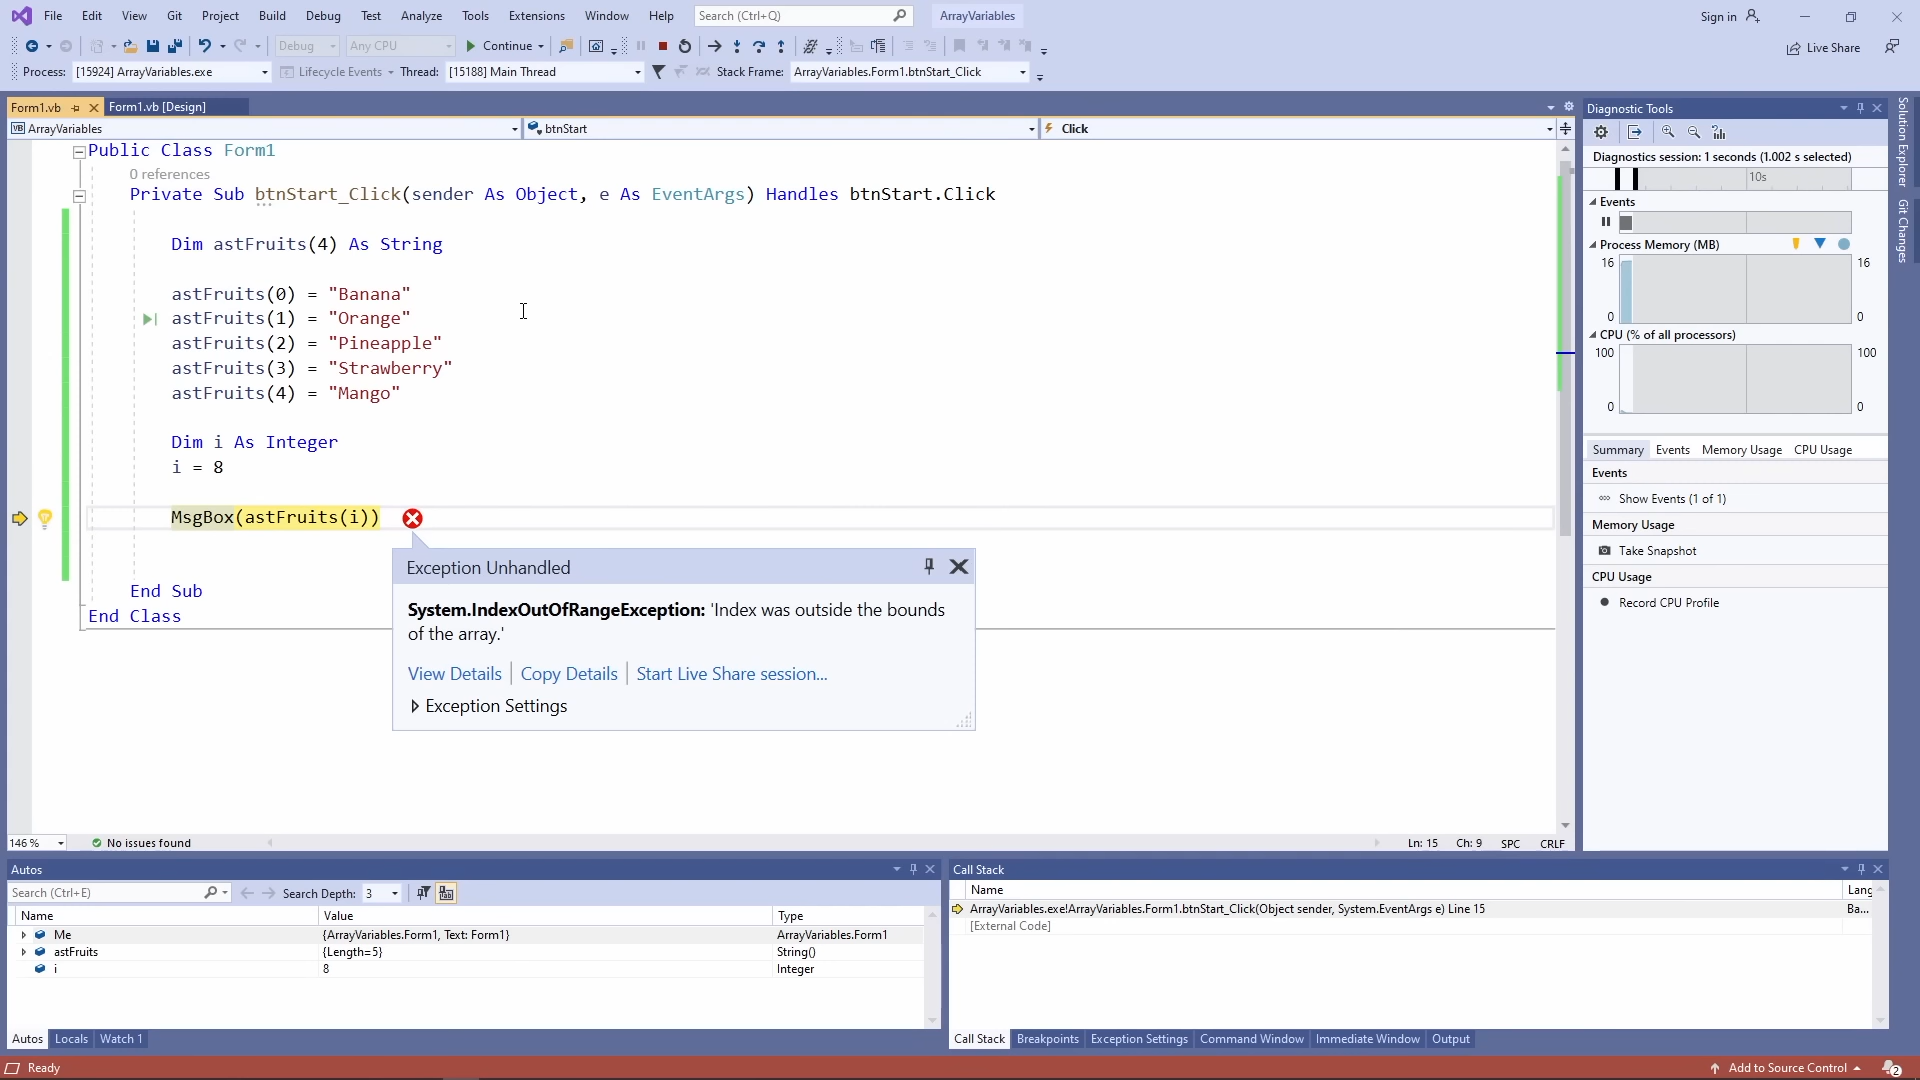 File Edit View Git Project Build Debug Test Analyze Tools Extensions Window Help Search (Ctrl+Q) ArrayVariables Sign in
Debug Any CPU Continue Live Share
Process: [15924] ArrayVariables.exe Lifecycle Events Thread: [15188] Main Thread Stack Frame: ArrayVariables.Form1.btnStart_Click
Form1.vb Form1.vb [Design]
VB ArrayVariables btnStart Click
Public Class Form1
0 references
Private Sub btnStart_Click(sender As Object, e As EventArgs) Handles btnStart.Click
Dim astFruits(4) As String
astFruits(0) = "Banana"
astFruits(1) = "Orange"
astFruits(2) = "Pineapple"
astFruits(3) = "Strawberry"
astFruits(4) = "Mango"
Dim i As Integer
i = 8
MsgBox(astFruits(i))
Exception Unhandled
System.IndexOutOfRangeException: 'Index was outside the bounds
of the array.'
View Details Copy Details Start Live Share session...
Exception Settings
End Sub
End Class
146 % No issues found Ln: 15 Ch: 9 SPC CRLF
Diagnostic Tools
Diagnostics session: 1 seconds (1.002 s selected)
10s
Events
Process Memory (MB)
16 16
0 0
CPU (% of all processors)
100 100
0 0
Summary Events Memory Usage CPU Usage
Events
Show Events (1 of 1)
Memory Usage
Take Snapshot
CPU Usage
Record CPU Profile
Solution Explorer
Git Changes
Autos
Search (Ctrl+E) Search Depth: 3
Name Value Type
Me {ArrayVariables.Form1, Text: Form1} ArrayVariables.Form1
astFruits {Length=5} String()
i 8 Integer
Autos Locals Watch 1
Call Stack
Name Lang
ArrayVariables.exe!ArrayVariables.Form1.btnStart_Click(Object sender, System.EventArgs e) Line 15 Ba...
[External Code]
Call Stack Breakpoints Exception Settings Command Window Immediate Window Output
Ready Add to Source Control 2